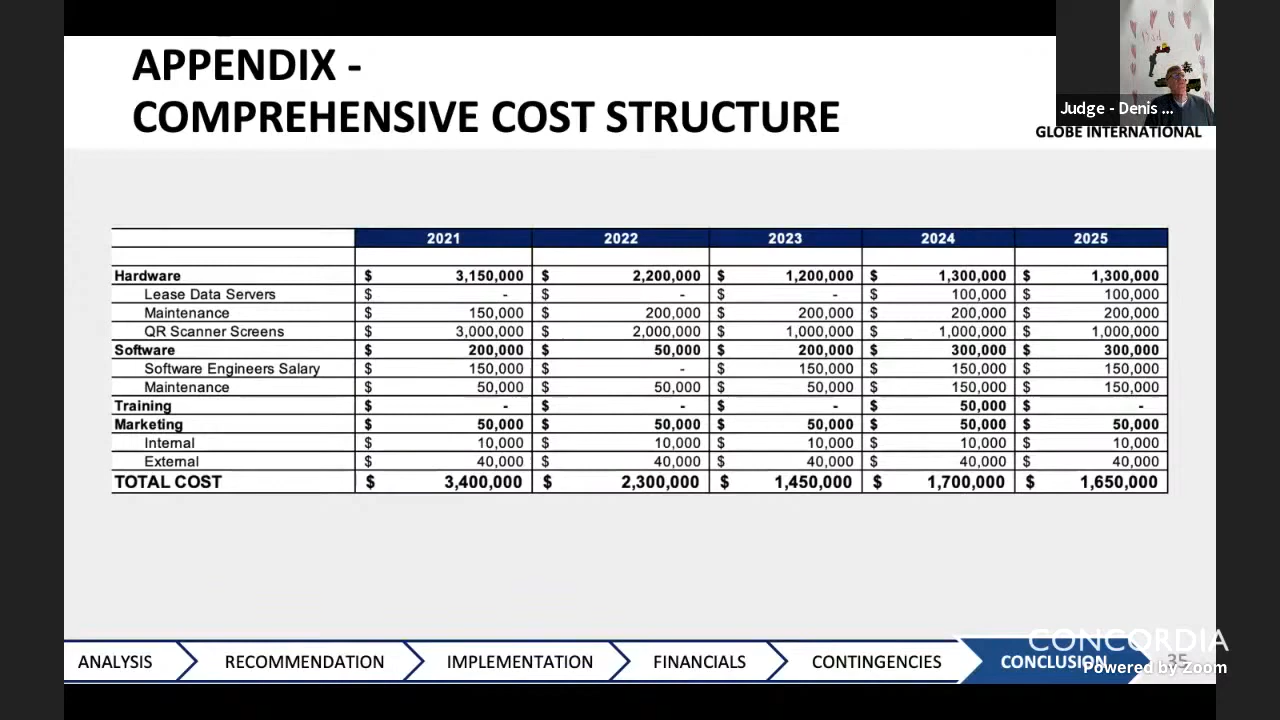 APPENDIX -
COMPREHENSIVE COST STRUCTURE
Judge - Denis ...
GLOBE INTERNATIONAL
2021 2022 2023 2024 2025
Hardware $ 3,150,000 $ 2,200,000 $ 1,200,000 $ 1,300,000 $ 1,300,000
Lease Data Servers $ - $ - $ - $ 100,000 $ 100,000
Maintenance $ 150,000 $ 200,000 $ 200,000 $ 200,000 $ 200,000
QR Scanner Screens $ 3,000,000 $ 2,000,000 $ 1,000,000 $ 1,000,000 $ 1,000,000
Software $ 200,000 $ 50,000 $ 200,000 $ 300,000 $ 300,000
Software Engineers Salary $ 150,000 $ - $ 150,000 $ 150,000 $ 150,000
Maintenance $ 50,000 $ 50,000 $ 50,000 $ 150,000 $ 150,000
Training $ - $ - $ - $ 50,000 $ -
Marketing $ 50,000 $ 50,000 $ 50,000 $ 50,000 $ 50,000
Internal $ 10,000 $ 10,000 $ 10,000 $ 10,000 $ 10,000
External $ 40,000 $ 40,000 $ 40,000 $ 40,000 $ 40,000
TOTAL COST $ 3,400,000 $ 2,300,000 $ 1,450,000 $ 1,700,000 $ 1,650,000
CONCORDIA
ANALYSIS RECOMMENDATION IMPLEMENTATION FINANCIALS CONTINGENCIES CONCLUSION 35
Powered by Zoom